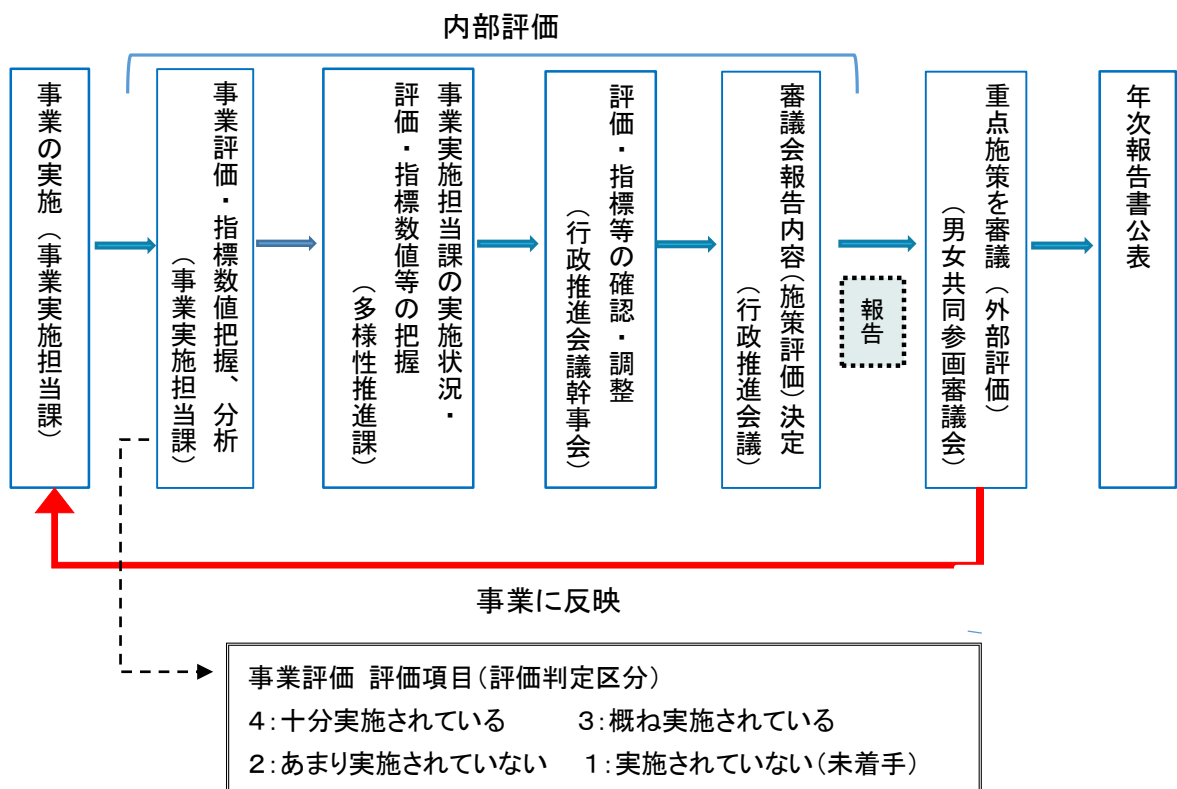 内部評価
事業の実施（事業実施担当課）
事業評価・指標数値把握、分析
（事業実施担当課）
事業実施担当課の実施状況・
評価・指標数値等の把握
（多様性推進課）
評価・指標等の確認・調整
（行政推進会議幹事会）
審議会報告内容（施策評価）決定
（行政推進会議）
報告
重点施策を審議（外部評価）
（男女共同参画審議会）
年次報告書公表
事業に反映
事業評価 評価項目（評価判定区分）
４：十分実施されている　３：概ね実施されている
２：あまり実施されていない　１：実施されていない（未着手）